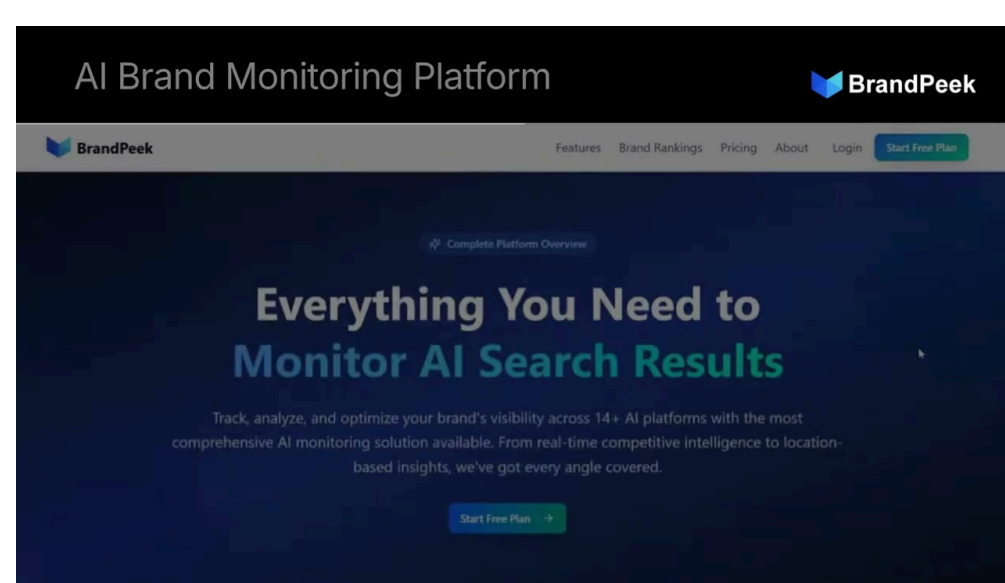 AI Brand Monitoring Platform
BrandPeek
BrandPeek
Features Brand Rankings Pricing About Login Start Free Plan
Complete Platform Overview
Everything You Need to
Monitor AI Search Results
Track, analyze, and optimize your brand's visibility across 14+ AI platforms with the most
comprehensive AI monitoring solution available. From real-time competitive intelligence to location-
based insights, we've got every angle covered.
Start Free Plan →